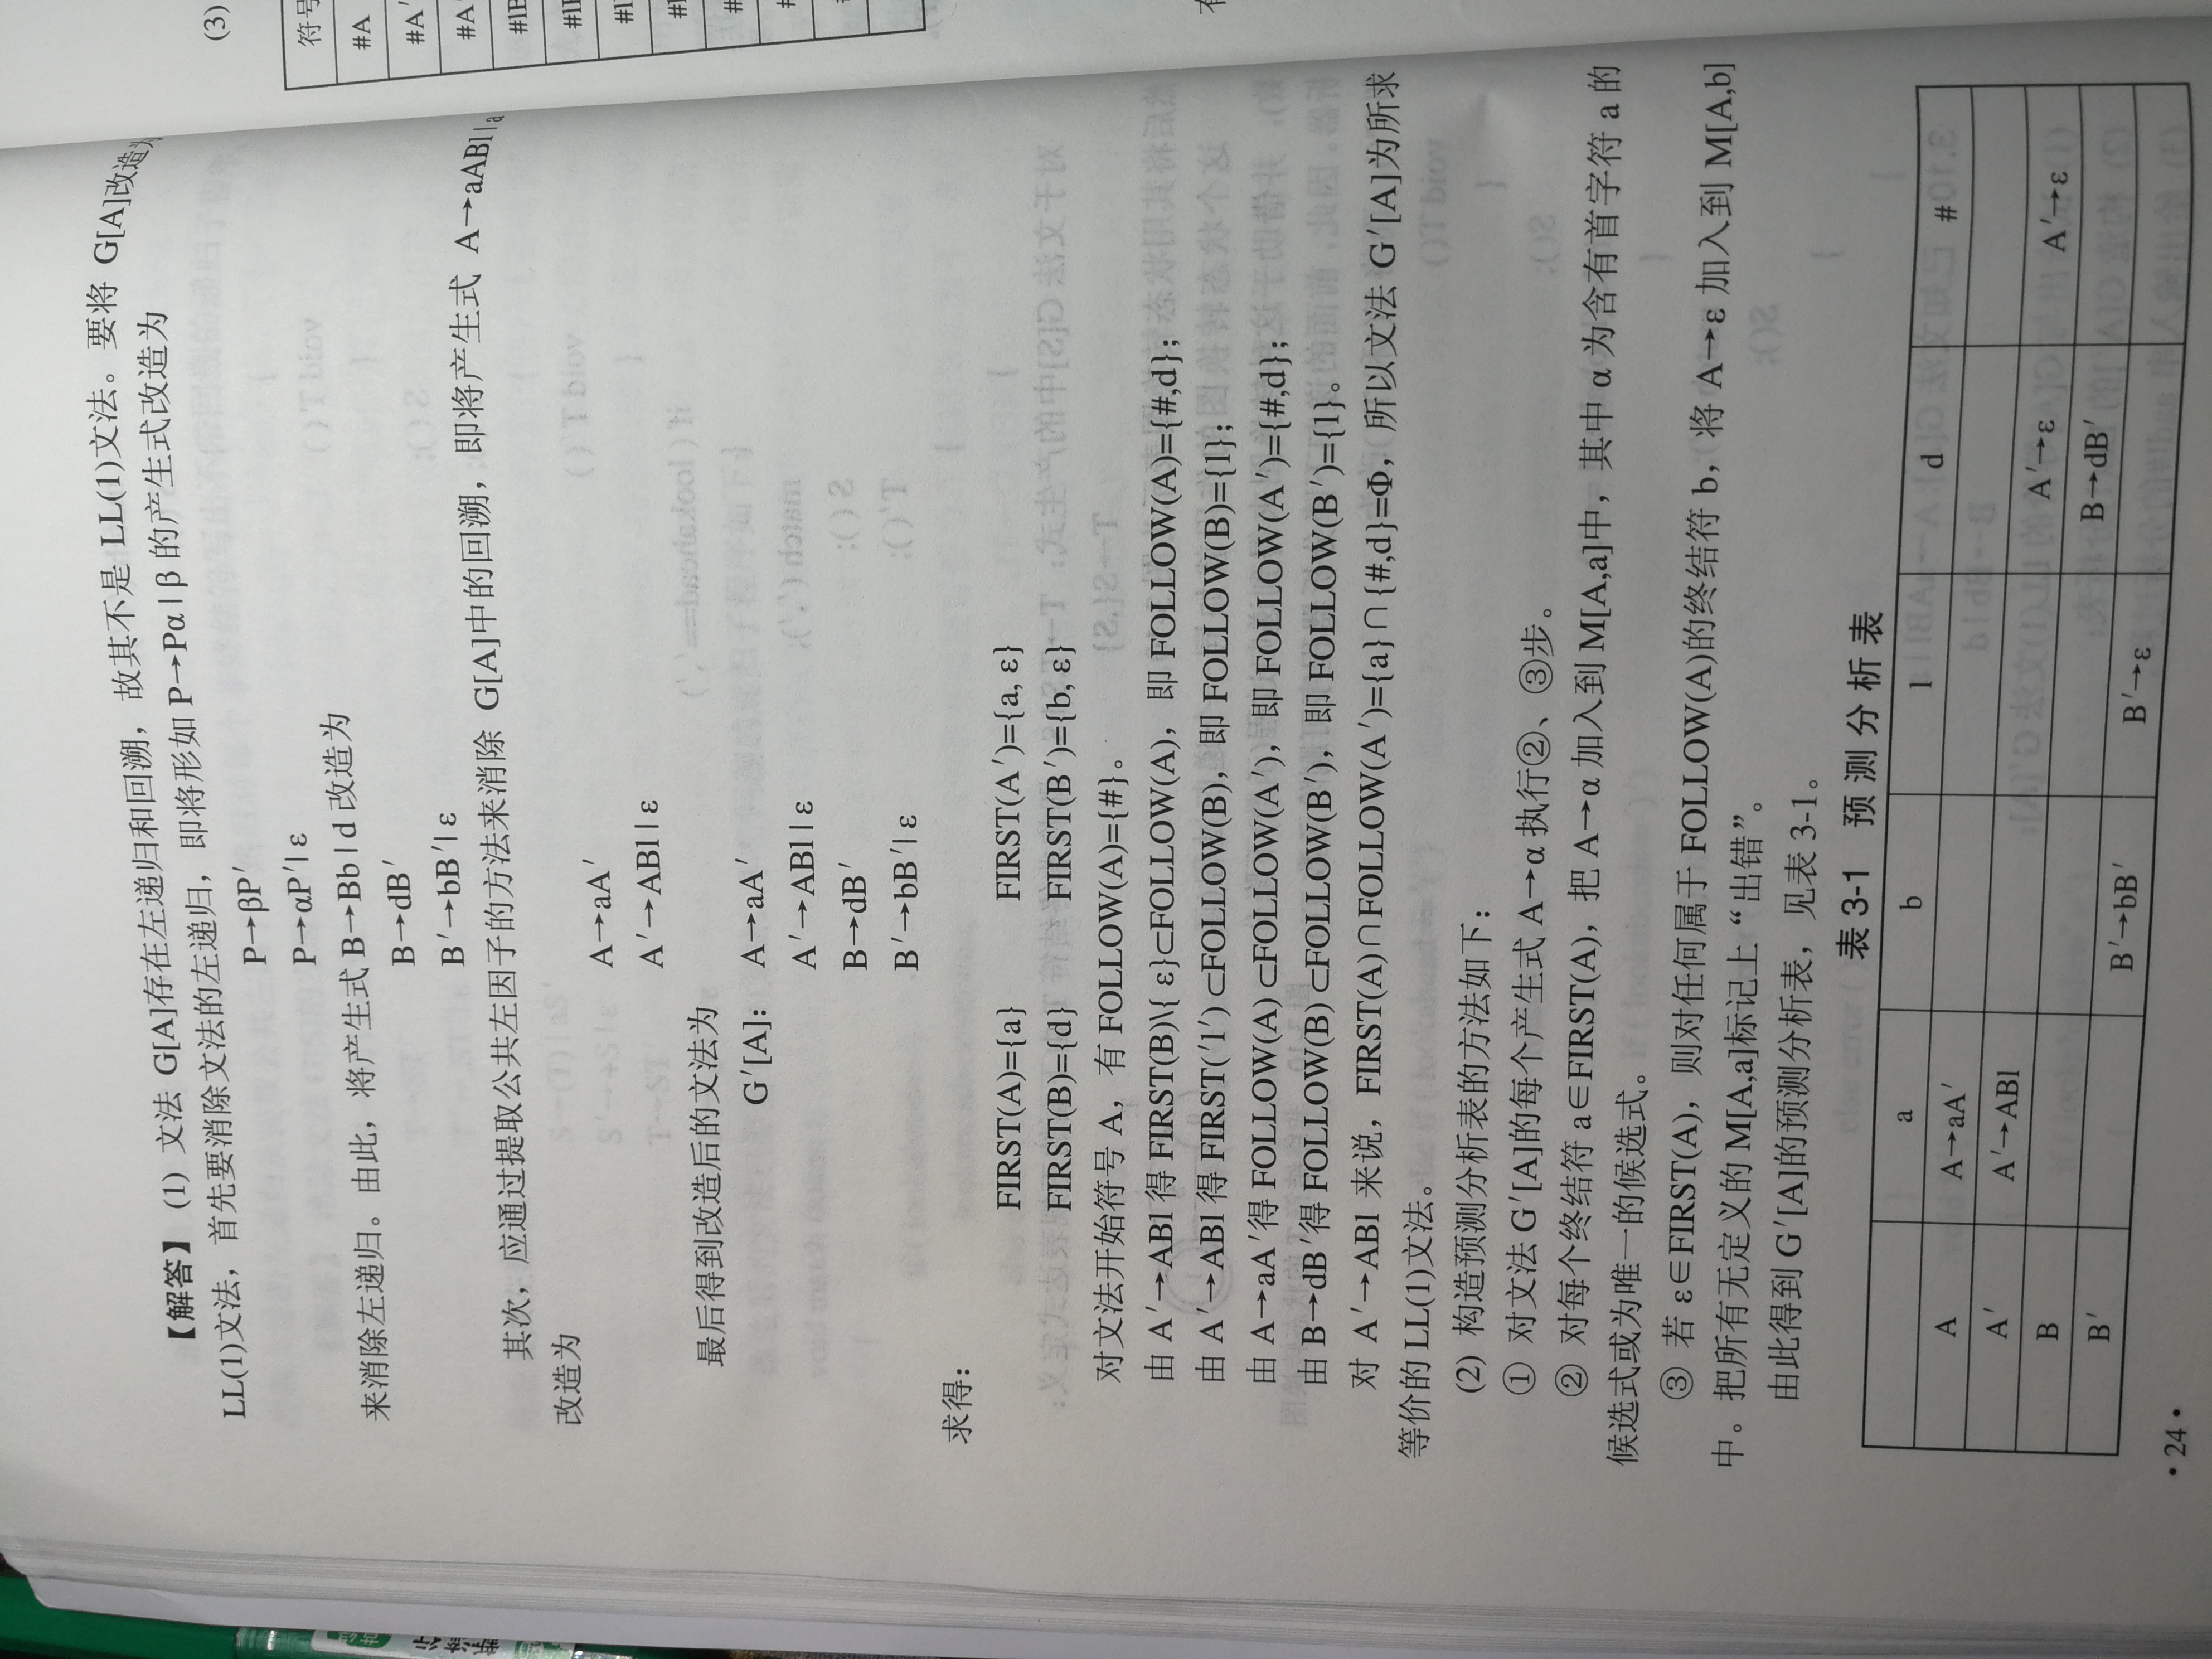 【解答】 (1) 文法 G[A]存在左递归和回溯，故其不是 LL(1)文法。要将 G[A]改造
LL(1)文法，首先要消除文法的左递归，即将形如 P→Pα|β 的产生式改造为
P→βP′
P→αP′|ε
来消除左递归。由此，将产生式 B→Bb|d 改造为
B→dB′
B′→bB′|ε
其次，应通过提取公共左因子的方法来消除 G[A]中的回溯，即将产生式 A→aABl|a
改造为
A→aA′
A′→ABl|ε
最后得到改造后的文法为
G′[A]: A→aA′
A′→ABl|ε
B→dB′
B′→bB′|ε
求得：
FIRST(A)={a} FIRST(A′)={a, ε}
FIRST(B)={d} FIRST(B′)={b, ε}
对文法开始符号 A，有 FOLLOW(A)={#}。
由 A′→ABl 得 FIRST(B)\{ ε}⊂FOLLOW(A)，即 FOLLOW(A)={#,d}；
由 A′→ABl 得 FIRST('1')⊂FOLLOW(B)，即 FOLLOW(B)={1}；
由 A→aA′得 FOLLOW(A)⊂FOLLOW(A′)，即 FOLLOW(A′)={#,d}；
由 B→dB′得 FOLLOW(B)⊂FOLLOW(B′)，即 FOLLOW(B′)={1}。
对 A′→ABl 来说，FIRST(A)∩FOLLOW(A′)={a}∩{#,d}=Φ，所以文法 G′[A]为所求
等价的 LL(1)文法。
(2) 构造预测分析表的方法如下：
① 对文法 G′[A]的每个产生式 A→α 执行②、③步。
② 对每个终结符 a∈FIRST(A)，把 A→α 加入到 M[A,a]中，其中 α 为含有首字符 a 的
候选式或为唯一的候选式。
③ 若 ε∈FIRST(A)，则对任何属于 FOLLOW(A)的终结符 b，将 A→ε 加入到 M[A,b]
中。把所有无定义的 M[A,a]标记上“出错”。
由此得到 G′[A]的预测分析表，见表 3-1。
表 3-1 预 测 分 析 表
a b l d #
A A→aA′
A′ A′→ABl A′→ε A′→ε
B B→dB′
B′ B′→bB′ B′→ε
• 24 •
(3)
符号
#A
#A′
#A